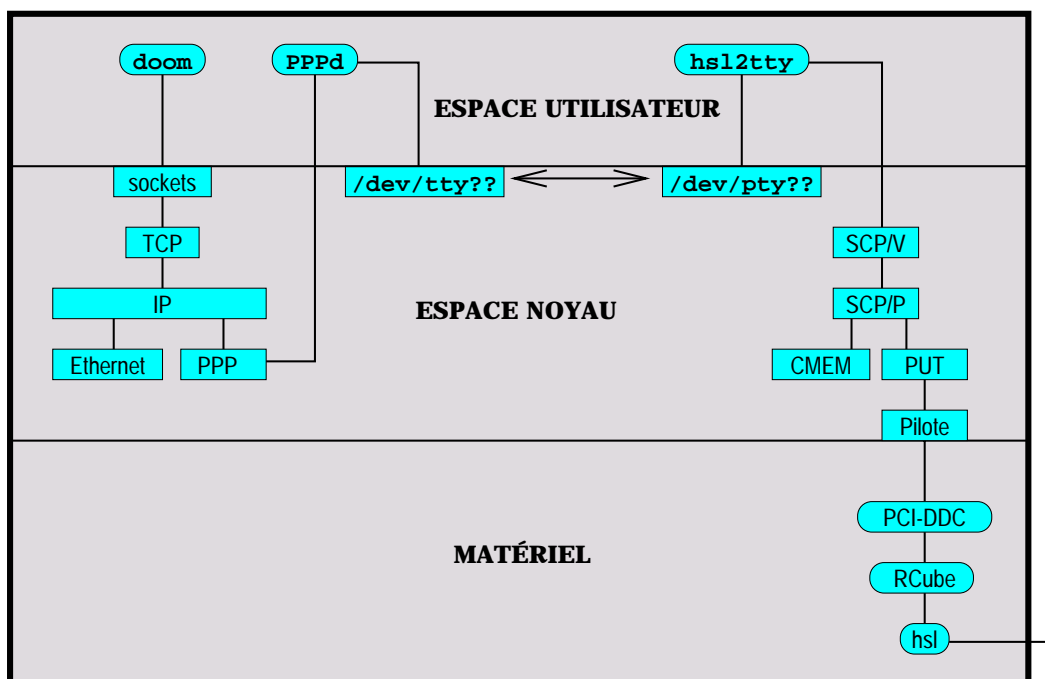 doom
PPPd
hsl2tty
ESPACE UTILISATEUR
sockets
/dev/tty??
/dev/pty??
TCP
SCP/V
IP
ESPACE NOYAU
SCP/P
Ethernet
PPP
CMEM
PUT
Pilote
PCI-DDC
MATÉRIEL
RCube
hsl